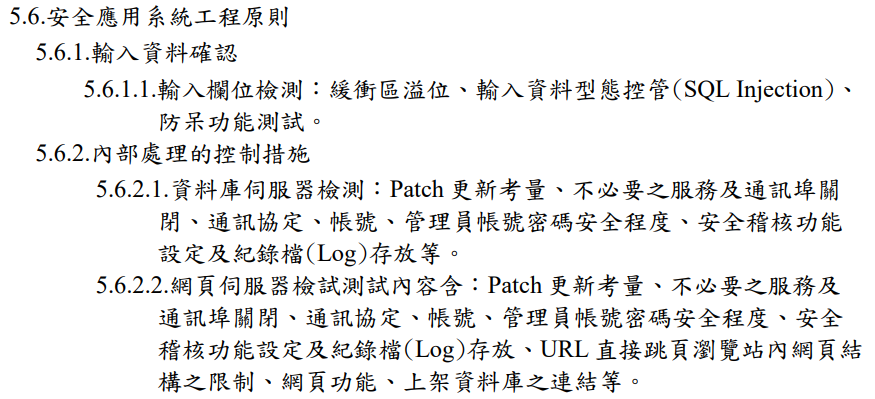 5.6.安全應用系統工程原則
5.6.1.輸入資料確認
5.6.1.1.輸入欄位檢測：緩衝區溢位、輸入資料型態控管(SQL Injection)、
防呆功能測試。
5.6.2.內部處理的控制措施
5.6.2.1.資料庫伺服器檢測：Patch 更新考量、不必要之服務及通訊埠關
閉、通訊協定、帳號、管理員帳號密碼安全程度、安全稽核功能
設定及紀錄檔(Log)存放等。
5.6.2.2.網頁伺服器檢試測試內容含：Patch 更新考量、不必要之服務及
通訊埠關閉、通訊協定、帳號、管理員帳號密碼安全程度、安全
稽核功能設定及紀錄檔(Log)存放、URL 直接跳頁瀏覽站內網頁結
構之限制、網頁功能、上架資料庫之連結等。